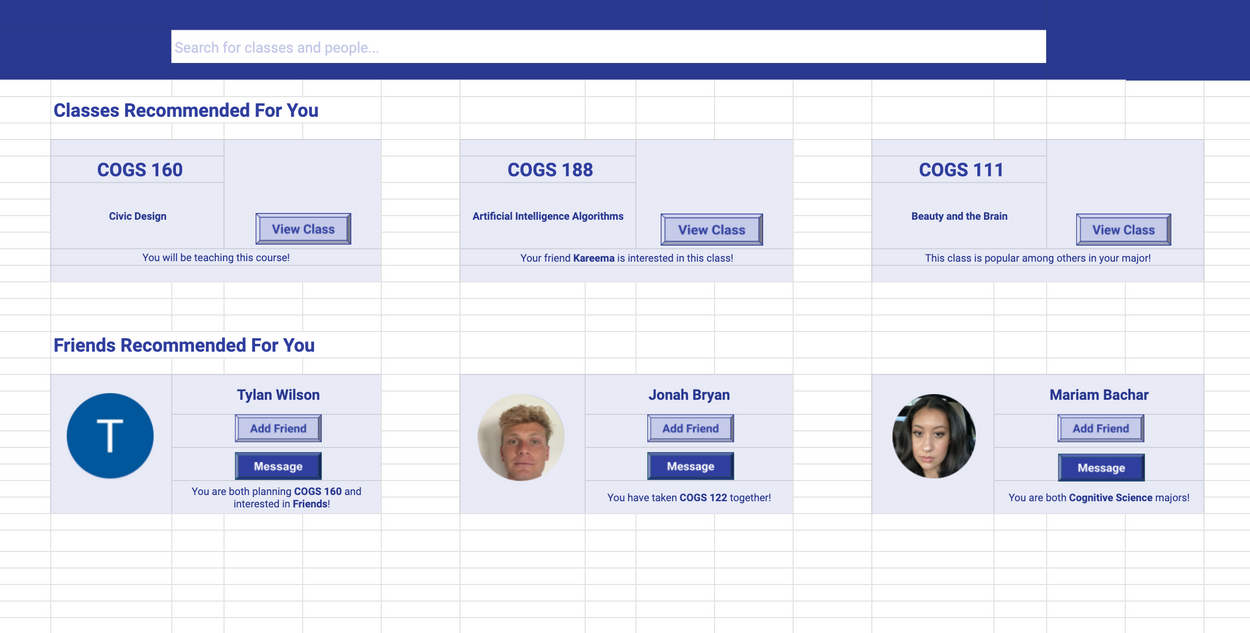 Search for classes and people...
Classes Recommended For You
COGS 160
Civic Design
View Class
You will be teaching this course!
COGS 188
Artificial Intelligence Algorithms
View Class
Your friend Kareema is interested in this class!
COGS 111
Beauty and the Brain
View Class
This class is popular among others in your major!
Friends Recommended For You
T
Tylan Wilson
Add Friend
Message
You are both planning COGS 160 and
interested in Friends!
Jonah Bryan
Add Friend
Message
You have taken COGS 122 together!
Mariam Bachar
Add Friend
Message
You are both Cognitive Science majors!